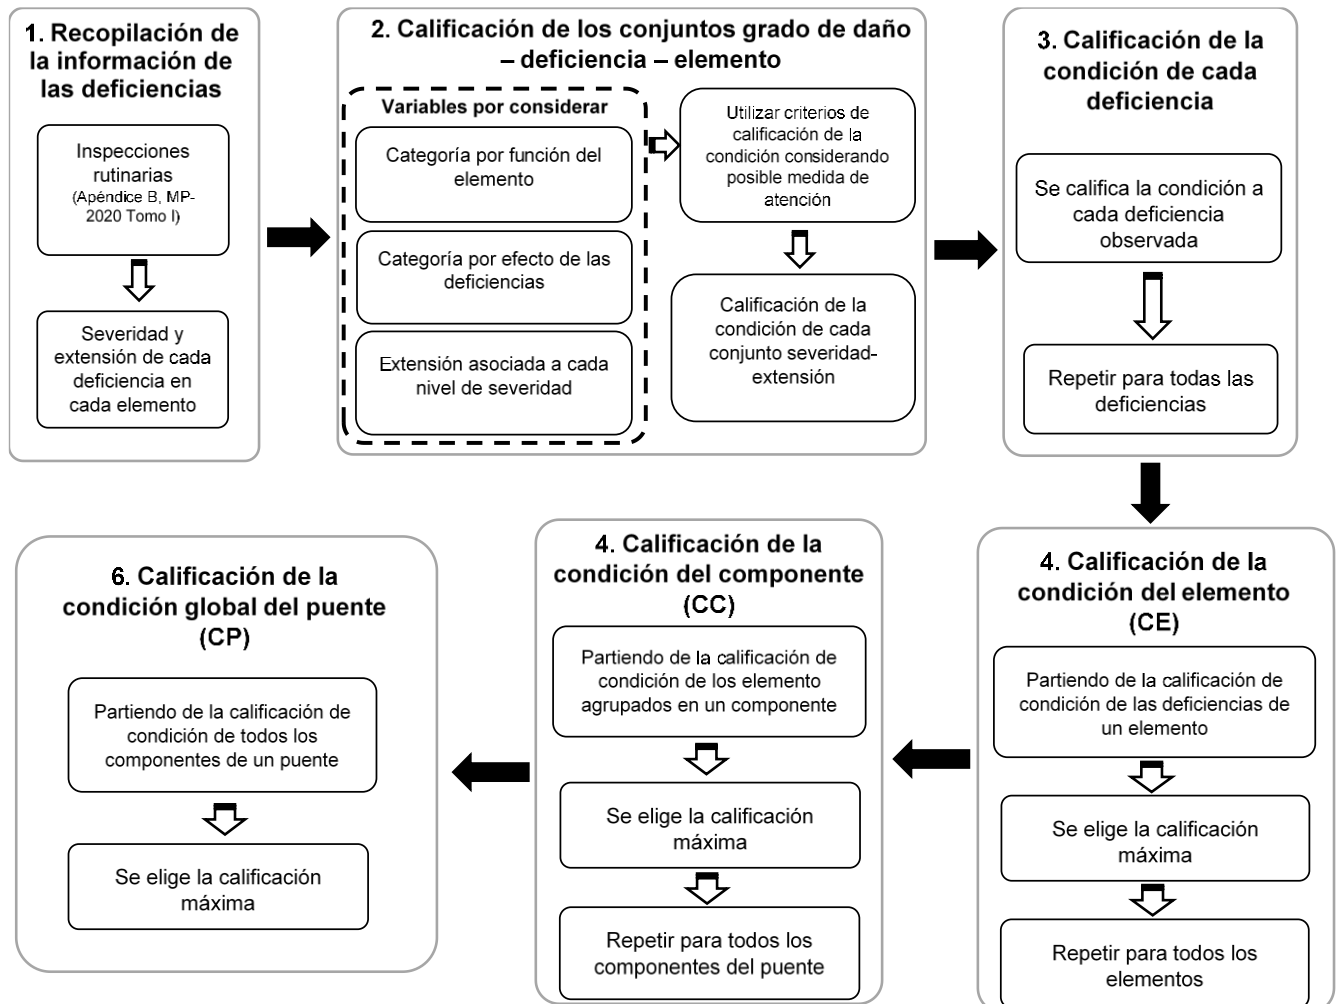 1. Recopilación de
la información de
las deficiencias
Inspecciones
rutinarias
(Apéndice B, MP-
2020 Tomo I)
Severidad y
extensión de cada
deficiencia en
cada elemento
2. Calificación de los conjuntos grado de daño
– deficiencia – elemento
Variables por considerar
Categoría por función del
elemento
Categoría por efecto de las
deficiencias
Extensión asociada a cada
nivel de severidad
Utilizar criterios de
calificación de la
condición considerando
posible medida de
atención
Calificación de la
condición de cada
conjunto severidad-
extensión
3. Calificación de la
condición de cada
deficiencia
Se califica la condición a
cada deficiencia
observada
Repetir para todas las
deficiencias
4. Calificación de la
condición del elemento
(CE)
Partiendo de la calificación de
condición de las deficiencias de
un elemento
Se elige la calificación
máxima
Repetir para todos los
elementos
4. Calificación de la
condición del componente
(CC)
Partiendo de la calificación de
condición de los elemento
agrupados en un componente
Se elige la calificación
máxima
Repetir para todos los
componentes del puente
6. Calificación de la
condición global del puente
(CP)
Partiendo de la calificación de
condición de todos los
componentes de un puente
Se elige la calificación
máxima